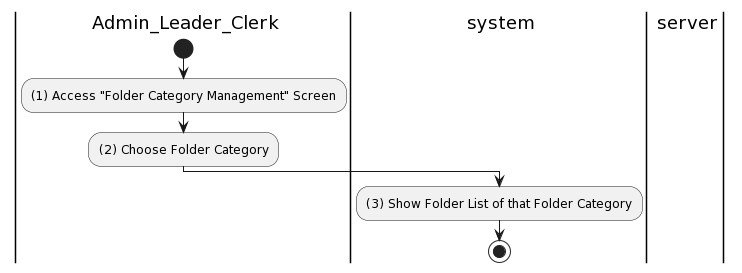 Admin_Leader_Clerk
system
server
(1) Access "Folder Category Management" Screen
(2) Choose Folder Category
(3) Show Folder List of that Folder Category